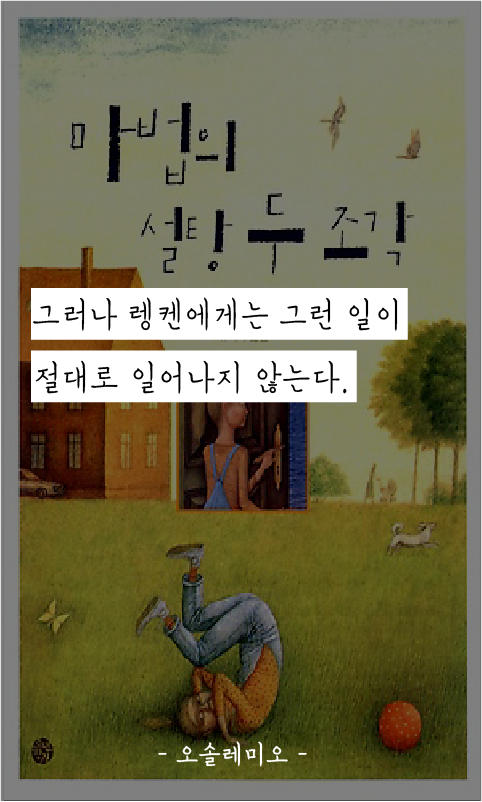 마법의
설탕 두 조각
그러나 렝켄에게는 그런 일이
절대로 일어나지 않는다.
- 오솔레미오 -